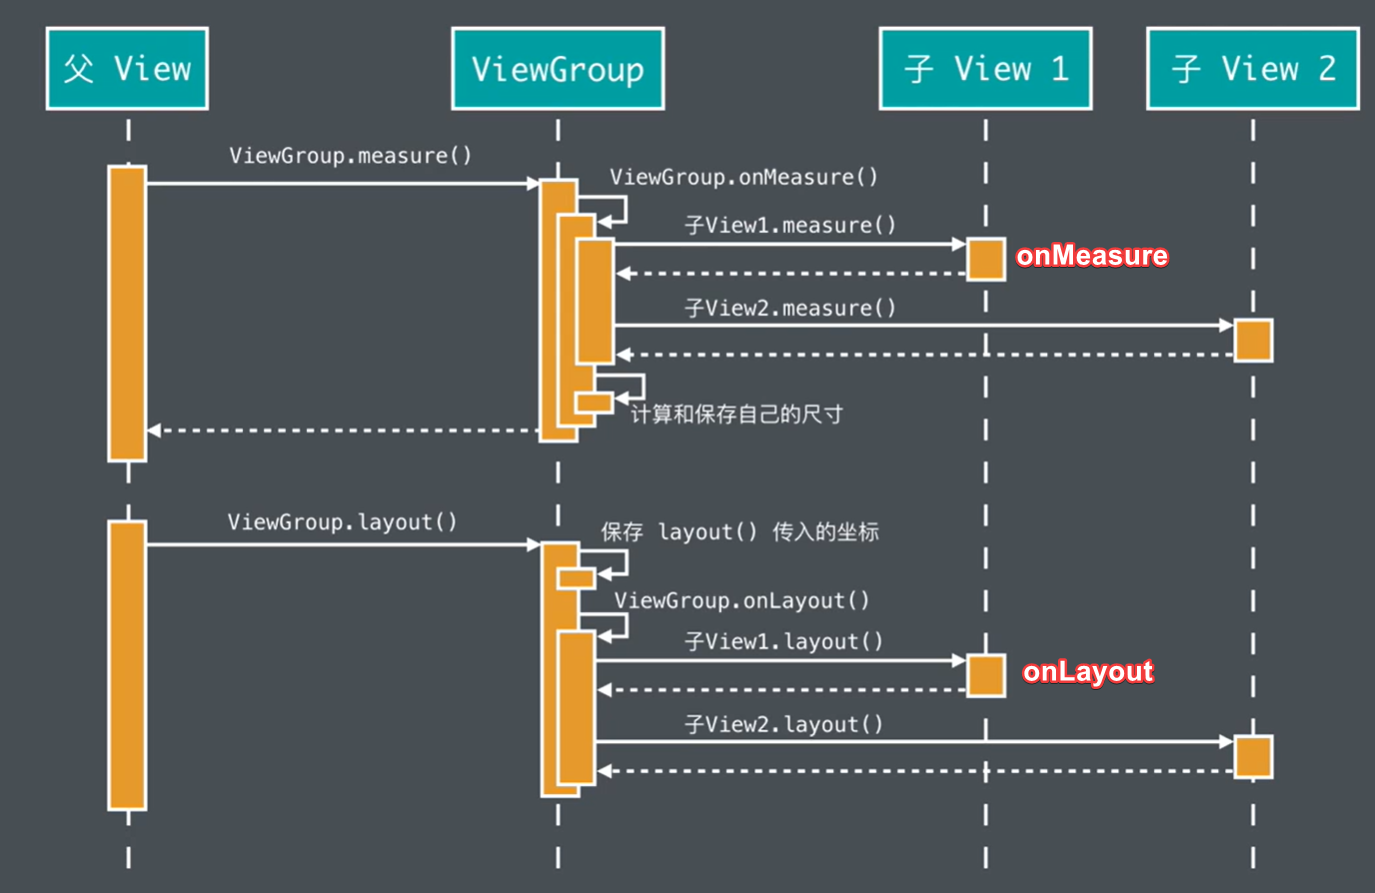 父 View
ViewGroup
子 View 1
子 View 2
ViewGroup.measure()
ViewGroup.onMeasure()
子View1.measure()
onMeasure
子View2.measure()
计算和保存自己的尺寸
ViewGroup.layout()
保存 layout() 传入的坐标
ViewGroup.onLayout()
子View1.layout()
onLayout
子View2.layout()